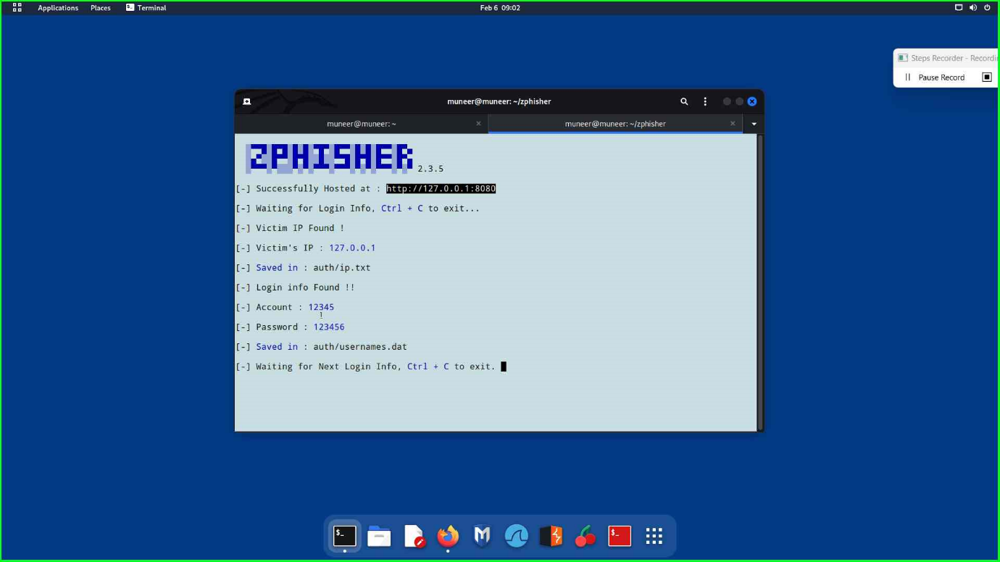 Applications Places Terminal Feb 6 09:02
Steps Recorder - Recordi
Pause Record
muneer@muneer: ~/zphisher
muneer@muneer: ~ muneer@muneer: ~/zphisher
ZPHISHER 2.3.5
[-] Successfully Hosted at : http://127.0.0.1:8080
[-] Waiting for Login Info, Ctrl + C to exit...
[-] Victim IP Found !
[-] Victim's IP : 127.0.0.1
[-] Saved in : auth/ip.txt
[-] Login info Found !!
[-] Account : 12345
[-] Password : 123456
[-] Saved in : auth/usernames.dat
[-] Waiting for Next Login Info, Ctrl + C to exit.